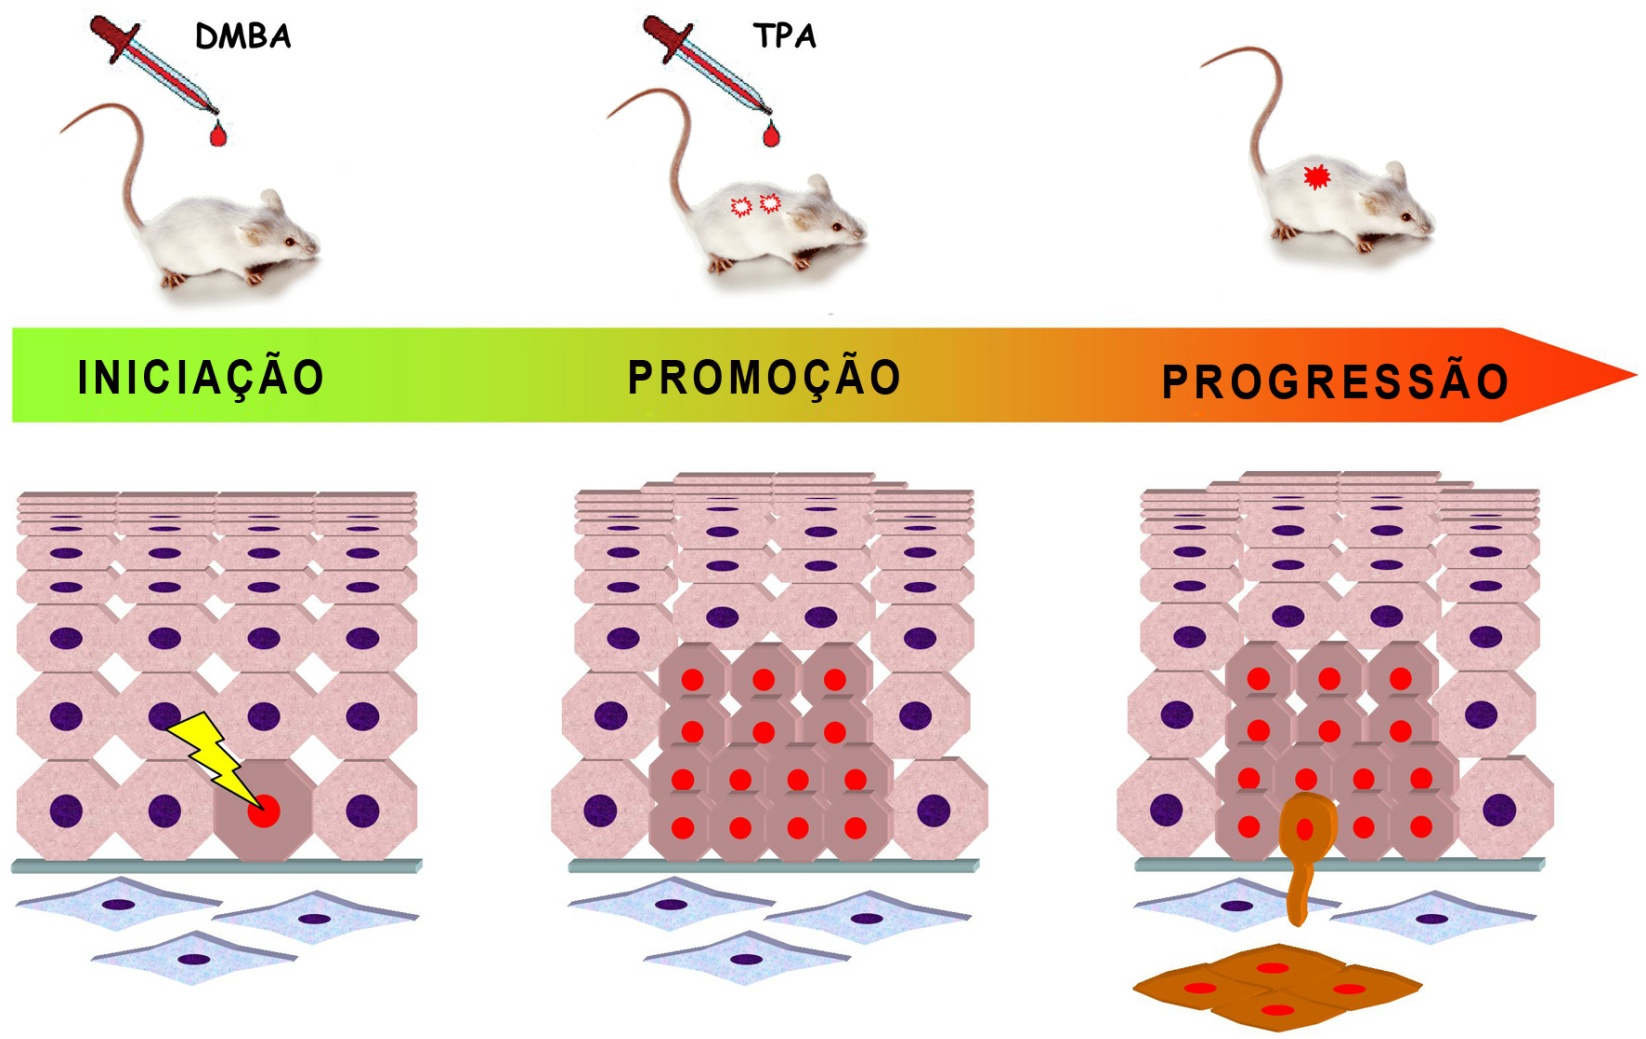 DMBA
TPA
INICIAÇÃO
PROMOÇÃO
PROGRESSÃO